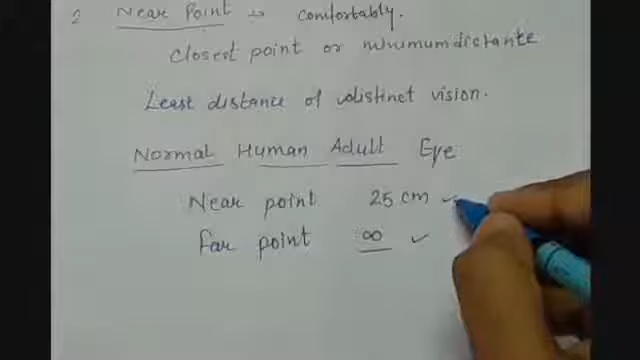 2 Near Point → comfortably.
Closest point or minimum distante
Least distance of distinct vision.
Normal Human Adult Eye
Near point 25 cm ✓
Far point ∞ ✓